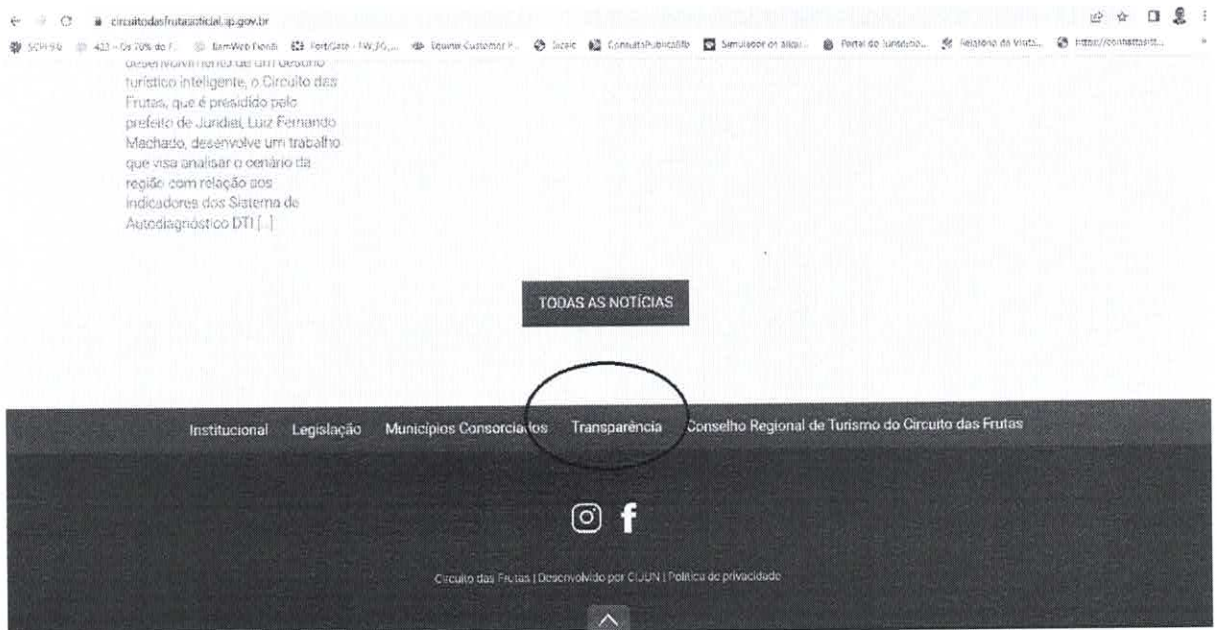 circuitodasfrutasoficial.sp.gov.br
turístico inteligente, o Circuito das
Frutas, que é presidido pelo
prefeito de Jundiaí, Luiz Fernando
Machado, desenvolve um trabalho
que visa analisar o cenário da
região com relação aos
indicadores dos Sistema de
Autodiagnóstico DTI [...]
TODAS AS NOTÍCIAS
Institucional Legislação Municípios Consorciados Transparência Conselho Regional de Turismo do Circuito das Frutas
Circuito das Frutas | Desenvolvido por CIJUN | Política de privacidade